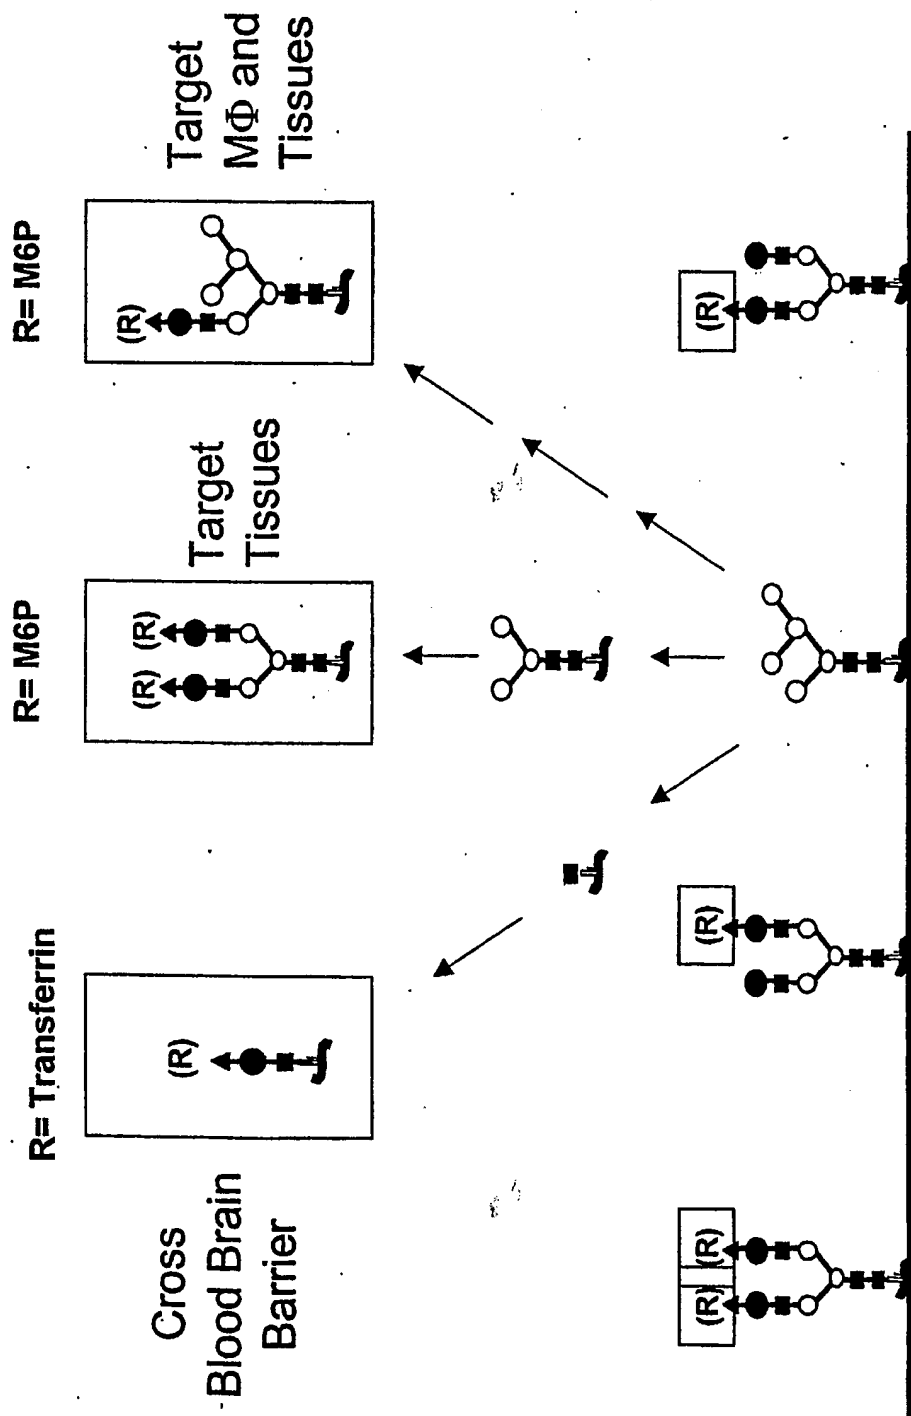 R= Transferrin
R= M6P
R= M6P
Cross
Blood Brain
Barrier
(R)
(R) (R)
Target
Tissues
(R)
Target
MΦ and
Tissues
(R) (R)
(R)
(R)